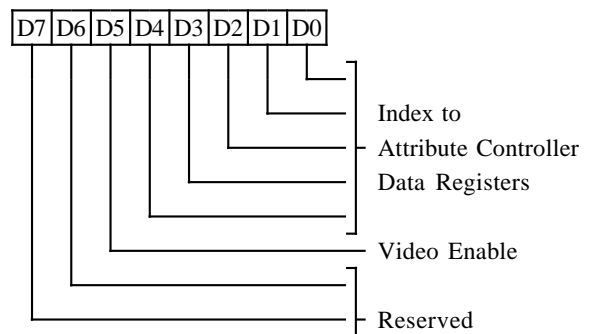 D7 D6 D5 D4 D3 D2 D1 D0
Index to
Attribute Controller
Data Registers
Video Enable
Reserved